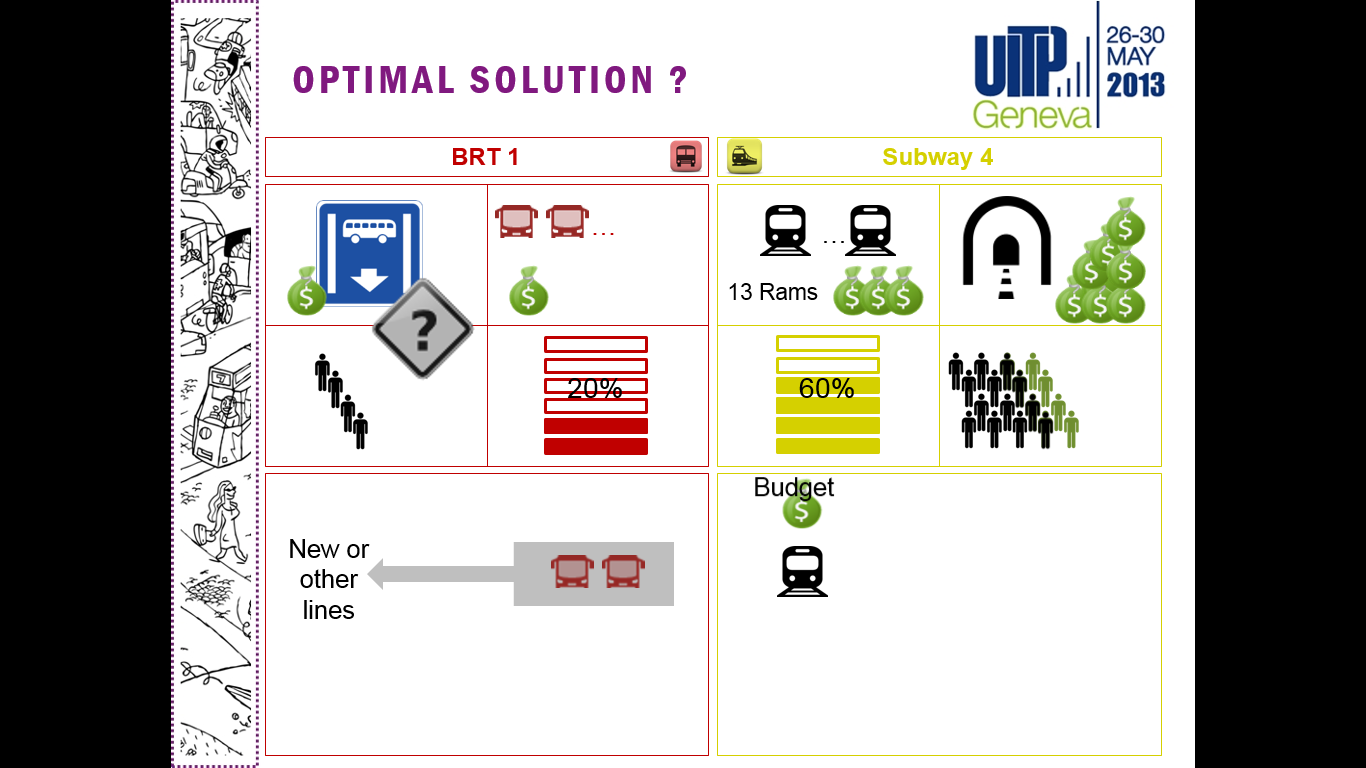 OPTIMAL SOLUTION ?
UITP
Geneva
26-30
MAY
2013
BRT 1
Subway 4
...
...
13 Rams
$
$
$ $ $
$
$
$ $
$ $ $
?
20%
60%
Budget
$
New or
other
lines